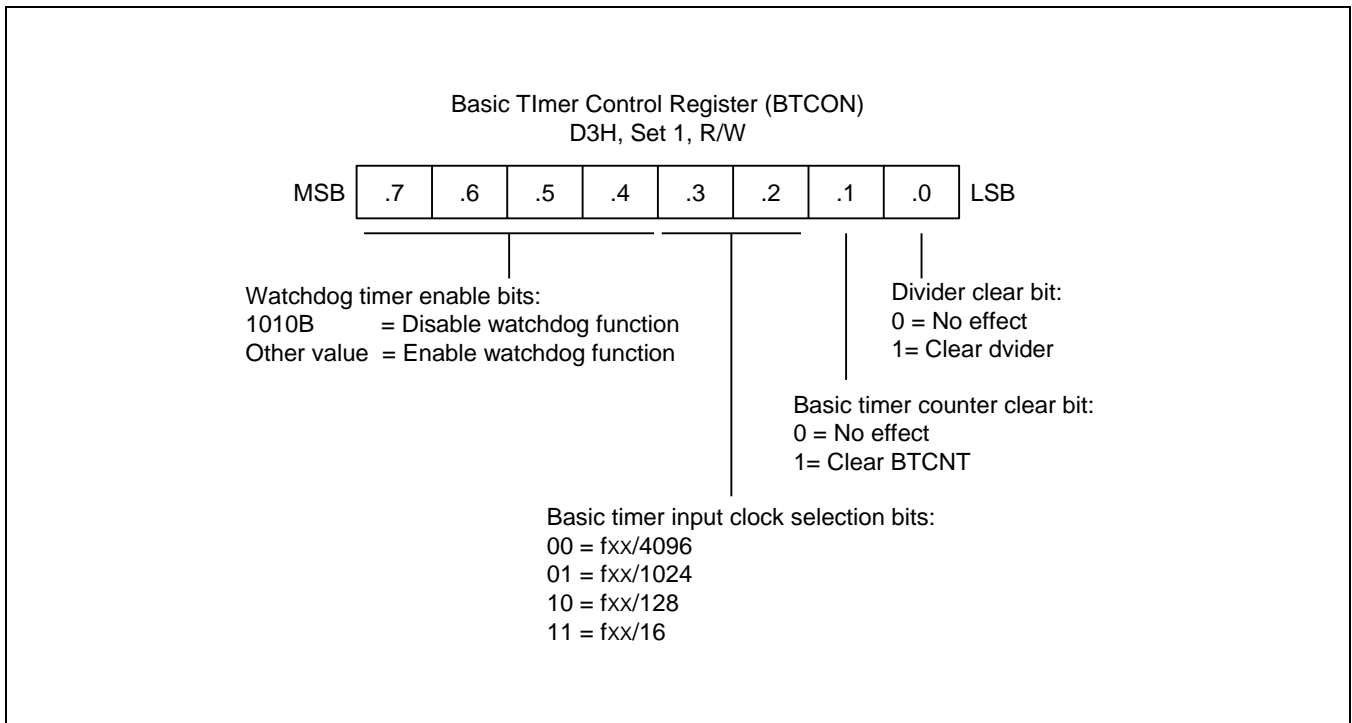 Basic TImer Control Register (BTCON)
D3H, Set 1, R/W
MSB .7 .6 .5 .4 .3 .2 .1 .0 LSB
Watchdog timer enable bits:
1010B = Disable watchdog function
Other value = Enable watchdog function
Divider clear bit:
0 = No effect
1= Clear dvider
Basic timer counter clear bit:
0 = No effect
1= Clear BTCNT
Basic timer input clock selection bits:
00 = fxx/4096
01 = fxx/1024
10 = fxx/128
11 = fxx/16